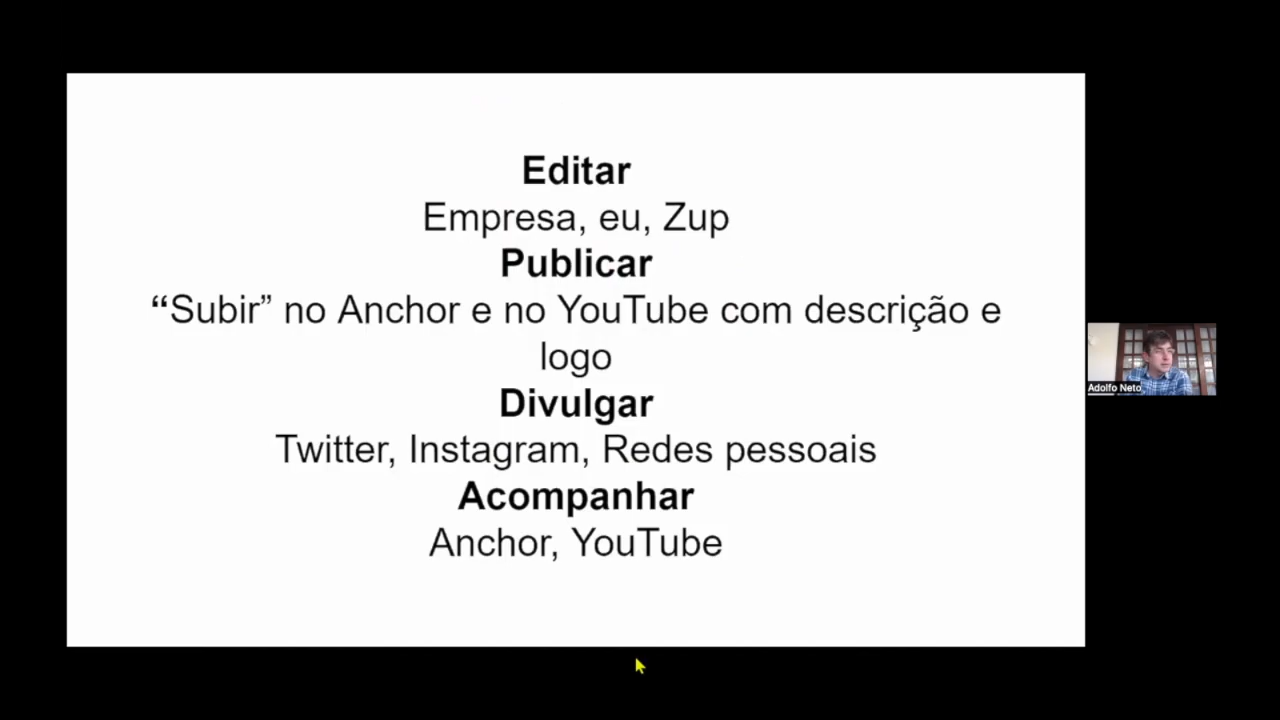 Editar
Empresa, eu, Zup
Publicar
“Subir” no Anchor e no YouTube com descrição e
logo
Divulgar
Twitter, Instagram, Redes pessoais
Acompanhar
Anchor, YouTube
Adolfo Neto